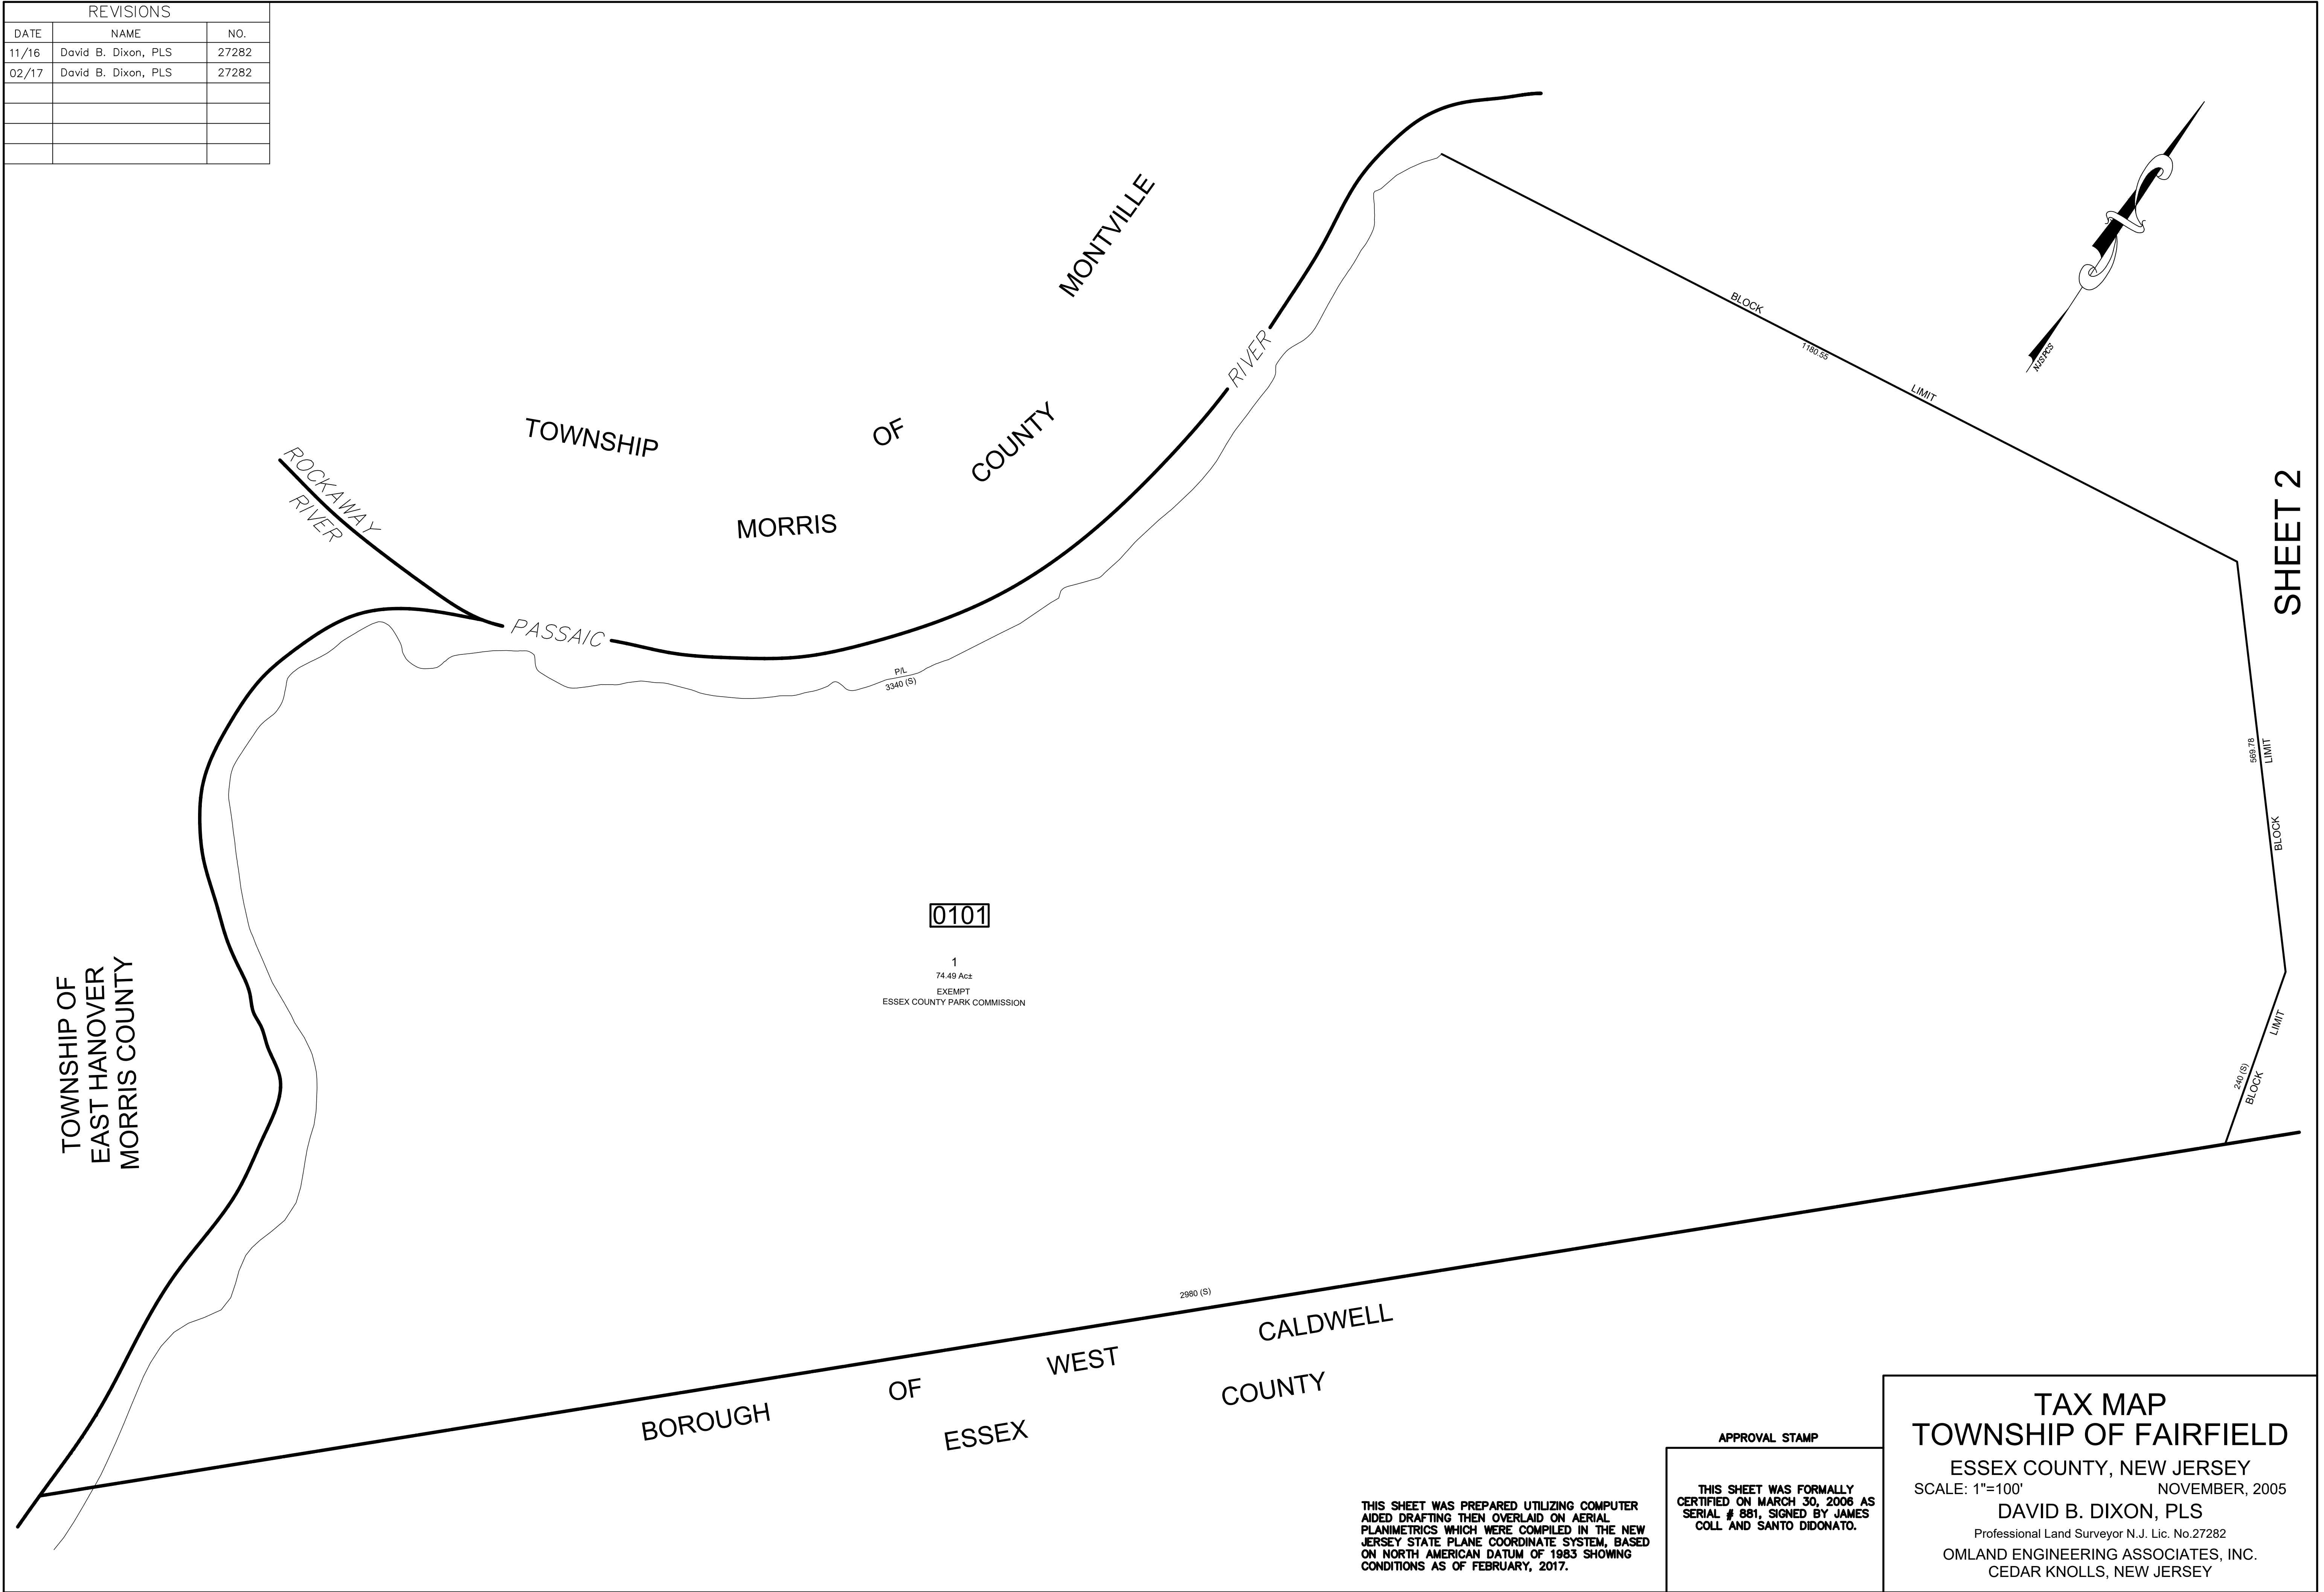 REVISIONS
DATE NAME NO.
11/16 David B. Dixon, PLS 27282
02/17 David B. Dixon, PLS 27282
MONTVILLE
TOWNSHIP
OF
COUNTY
MORRIS
ROCKAWAY
RIVER
PASSAIC
RIVER
P/L
3340 (S)
BLOCK
1180.55
LIMIT
NJSPCS
SHEET 2
569.78
LIMIT
BLOCK
LIMIT
240 (S)
BLOCK
0101
1
74.49 Ac±
EXEMPT
ESSEX COUNTY PARK COMMISSION
TOWNSHIP OF
EAST HANOVER
MORRIS COUNTY
2980 (S)
BOROUGH OF WEST CALDWELL
ESSEX COUNTY
THIS SHEET WAS PREPARED UTILIZING COMPUTER
AIDED DRAFTING THEN OVERLAID ON AERIAL
PLANIMETRICS WHICH WERE COMPILED IN THE NEW
JERSEY STATE PLANE COORDINATE SYSTEM, BASED
ON NORTH AMERICAN DATUM OF 1983 SHOWING
CONDITIONS AS OF FEBRUARY, 2017.
APPROVAL STAMP
THIS SHEET WAS FORMALLY
CERTIFIED ON MARCH 30, 2006 AS
SERIAL # 881, SIGNED BY JAMES
COLL AND SANTO DIDONATO.
TAX MAP
TOWNSHIP OF FAIRFIELD
ESSEX COUNTY, NEW JERSEY
SCALE: 1"=100' NOVEMBER, 2005
DAVID B. DIXON, PLS
Professional Land Surveyor N.J. Lic. No.27282
OMLAND ENGINEERING ASSOCIATES, INC.
CEDAR KNOLLS, NEW JERSEY